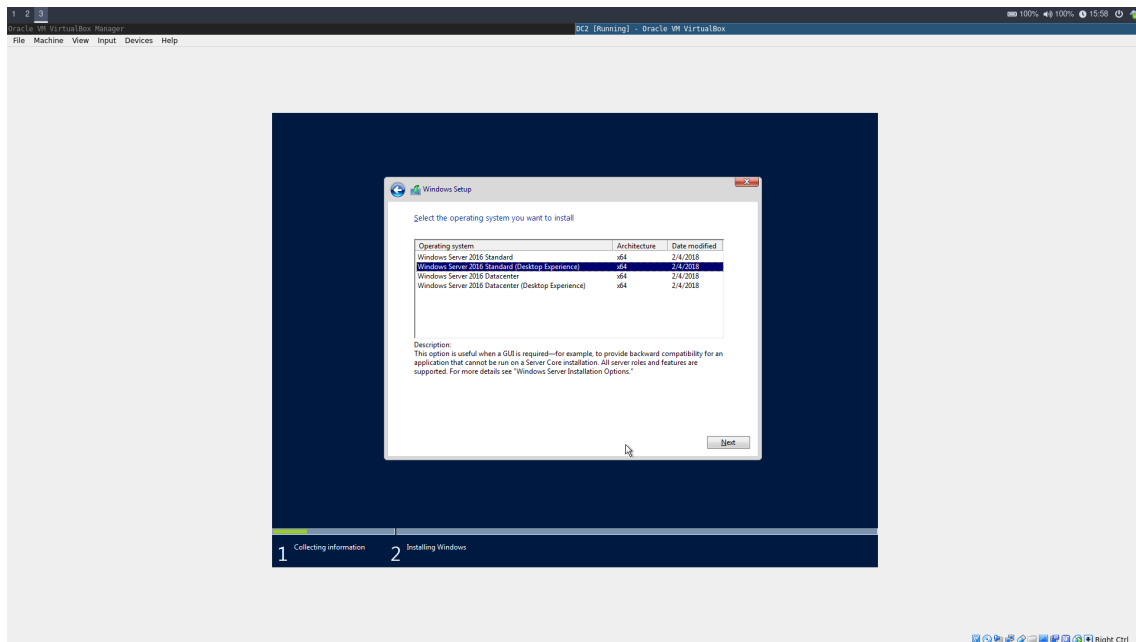 1 2 3
100% 100% 15:58
Oracle VM VirtualBox Manager
DC2 [Running] - Oracle VM VirtualBox
File Machine View Input Devices Help
Windows Setup
Select the operating system you want to install
Operating system Architecture Date modified
Windows Server 2016 Standard x64 2/4/2018
Windows Server 2016 Standard (Desktop Experience) x64 2/4/2018
Windows Server 2016 Datacenter x64 2/4/2018
Windows Server 2016 Datacenter (Desktop Experience) x64 2/4/2018
Description:
This option is useful when a GUI is required—for example, to provide backward compatibility for an
application that cannot be run on a Server Core installation. All server roles and features are
supported. For more details see "Windows Server Installation Options."
Next
1 Collecting information 2 Installing Windows
Right Ctrl